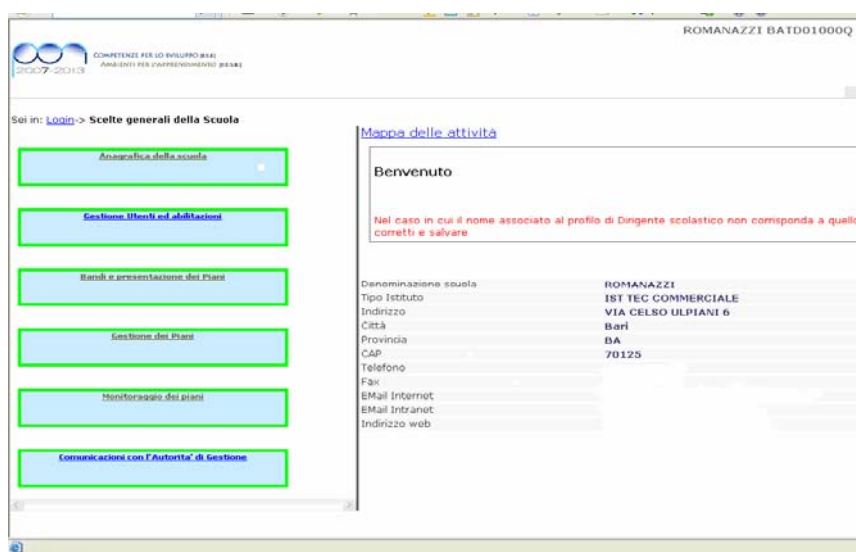 ROMANAZZI BATD01000Q
COMPETENZE PER LO SVILUPPO (FSE)
AMBIENTI PER L'APPRENDIMENTO (FESR)
2007-2013
Sei in: Login-> Scelte generali della Scuola
Mappa delle attività
Anagrafica della scuola
Benvenuto
Gestione Utenti ed abilitazioni
Nel caso in cui il nome associato al profilo di Dirigente scolastico non corrisponda a quello
corretti e salvare
Bandi e presentazione dei Piani
Denominazione scuola ROMANAZZI
Tipo Istituto IST TEC COMMERCIALE
Indirizzo VIA CELSO ULPIANI 6
Città Bari
Gestione dei Piani
Provincia BA
CAP 70125
Telefono
Fax
Monitoraggio dei piani
EMail Internet
EMail Intranet
Indirizzo web
Comunicazioni con l'Autorita' di Gestione